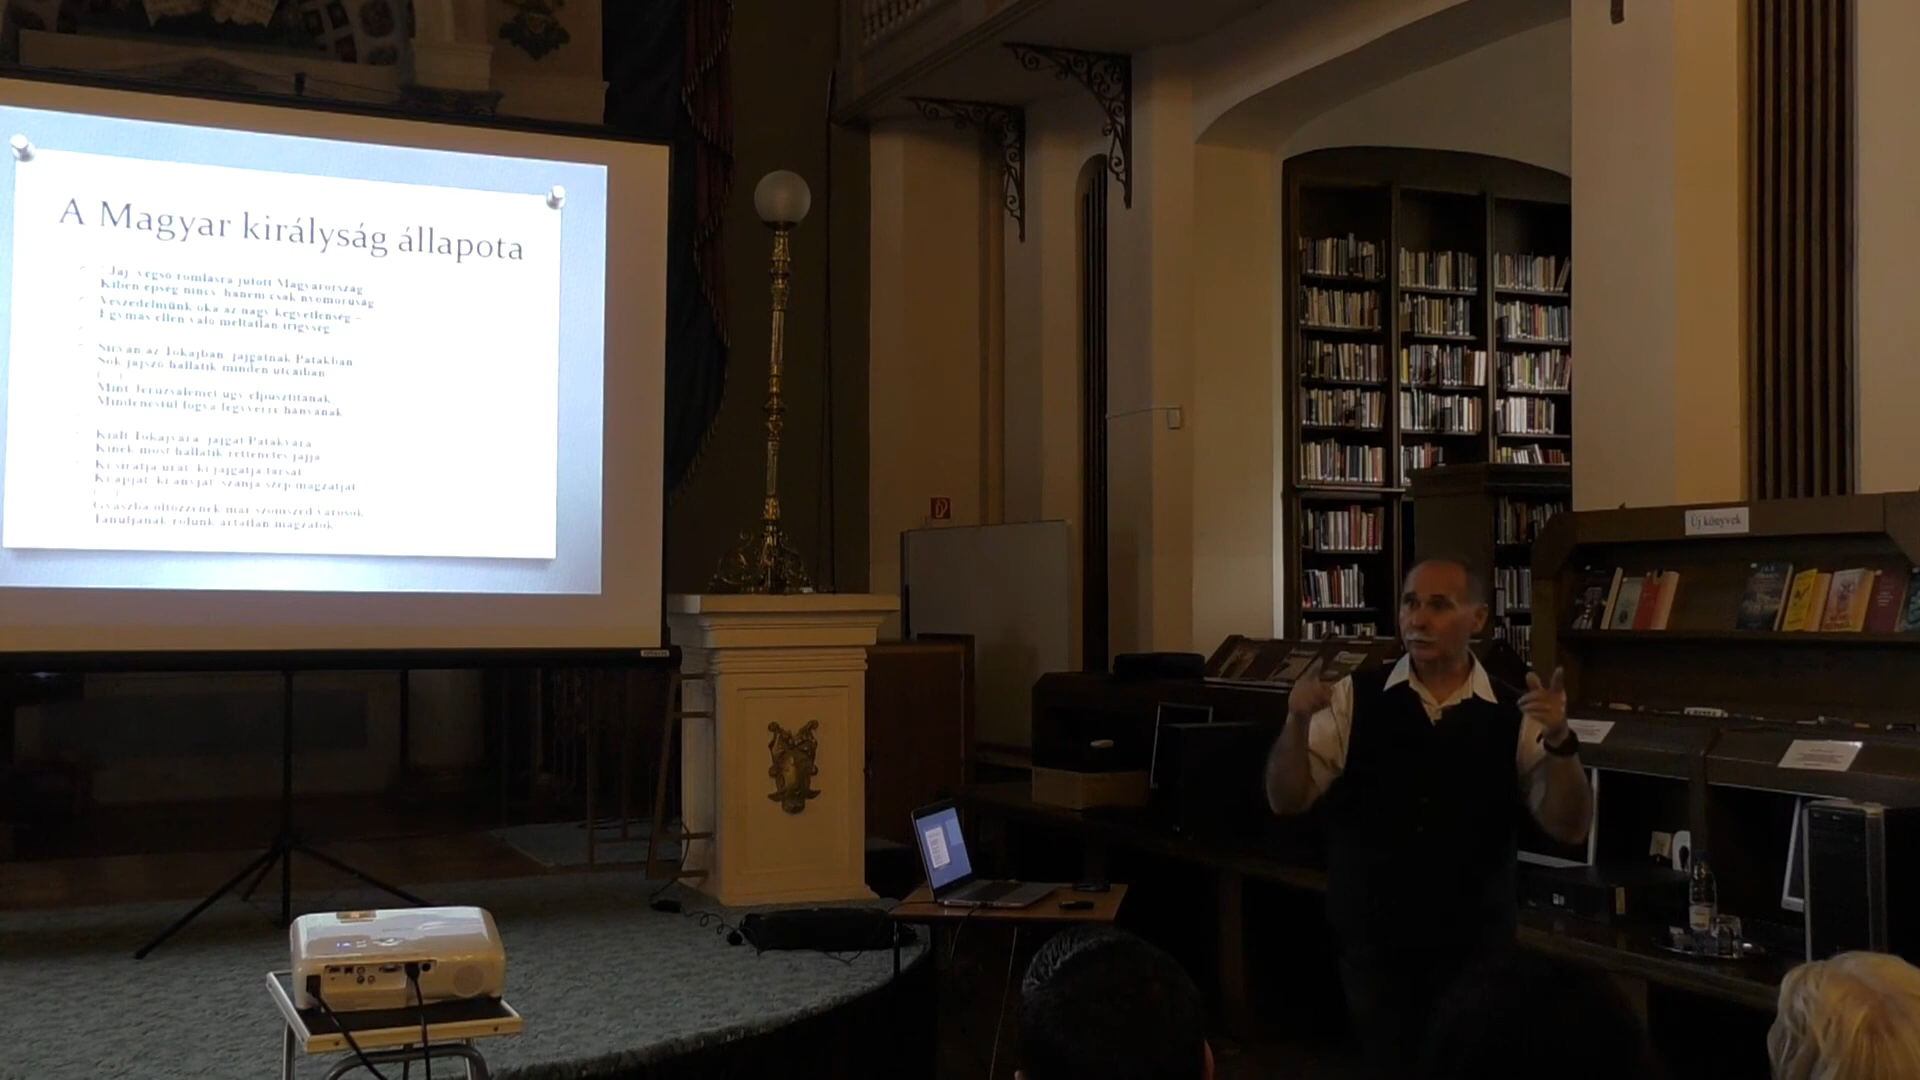 A Magyar királyság állapota
"Jaj, végső romlásra jutott Magyarország
Kiben épség nincs, hanem csak nyomorúság
Veszedelmünk oka az nagy kegyetlenség –
Egymás ellen való méltatlan irigység
Sírván az Tokajban, jajgatnak Patakban
Sok jajszó hallatik minden utcáiban
(…)
Mint Jeruzsálemet úgy elpusztítának
Mindenestül fogva fegyverre hányának
Kiált Tokajvára, jajgat Patakvára
Kinek most hallatik rettenetes jajja
Ki siratja urát, ki jajgatja társát
Ki apját, ki anyját, szánja szép magzatját
(…)
Gyászba öltözzenek már szomszéd városok
Tanuljanak rólunk ártatlan magzatok
Új könyvek